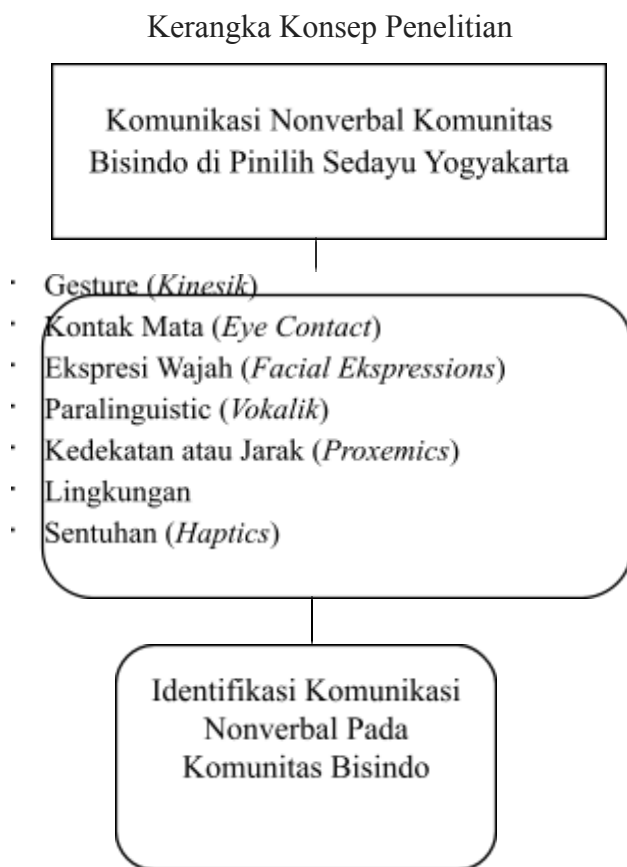 Kerangka Konsep Penelitian
Komunikasi Nonverbal Komunitas
Bisindo di Pinilih Sedayu Yogyakarta
· Gesture (Kinesik)
· Kontak Mata (Eye Contact)
· Ekspresi Wajah (Facial Ekspressions)
· Paralinguistic (Vokalik)
· Kedekatan atau Jarak (Proxemics)
· Lingkungan
· Sentuhan (Haptics)
Identifikasi Komunikasi
Nonverbal Pada
Komunitas Bisindo